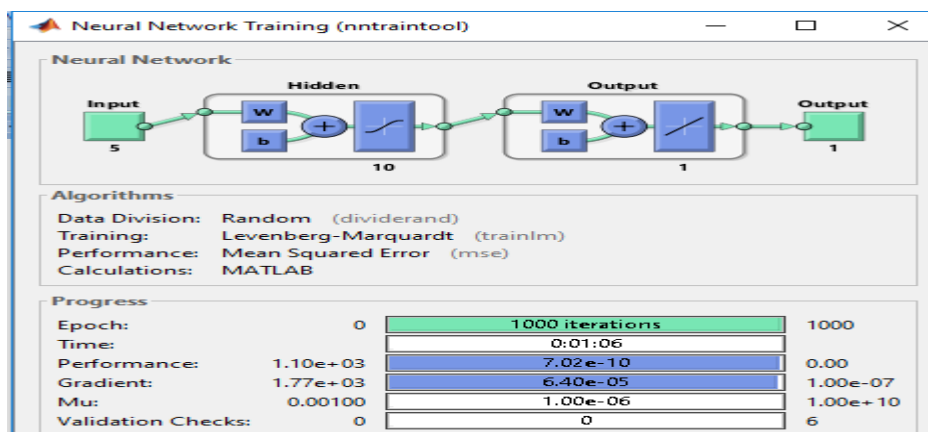 Neural Network Training (nntraintool)
Neural Network
Hidden
Output
Input
Output
W
W
b
b
5
10
1
1
Algorithms
Data Division: Random (dividerand)
Training: Levenberg-Marquardt (trainlm)
Performance: Mean Squared Error (mse)
Calculations: MATLAB
Progress
Epoch: 0 1000 iterations 1000
Time: 0:01:06
Performance: 1.10e+03 7.02e-10 0.00
Gradient: 1.77e+03 6.40e-05 1.00e-07
Mu: 0.00100 1.00e-06 1.00e+10
Validation Checks: 0 0 6